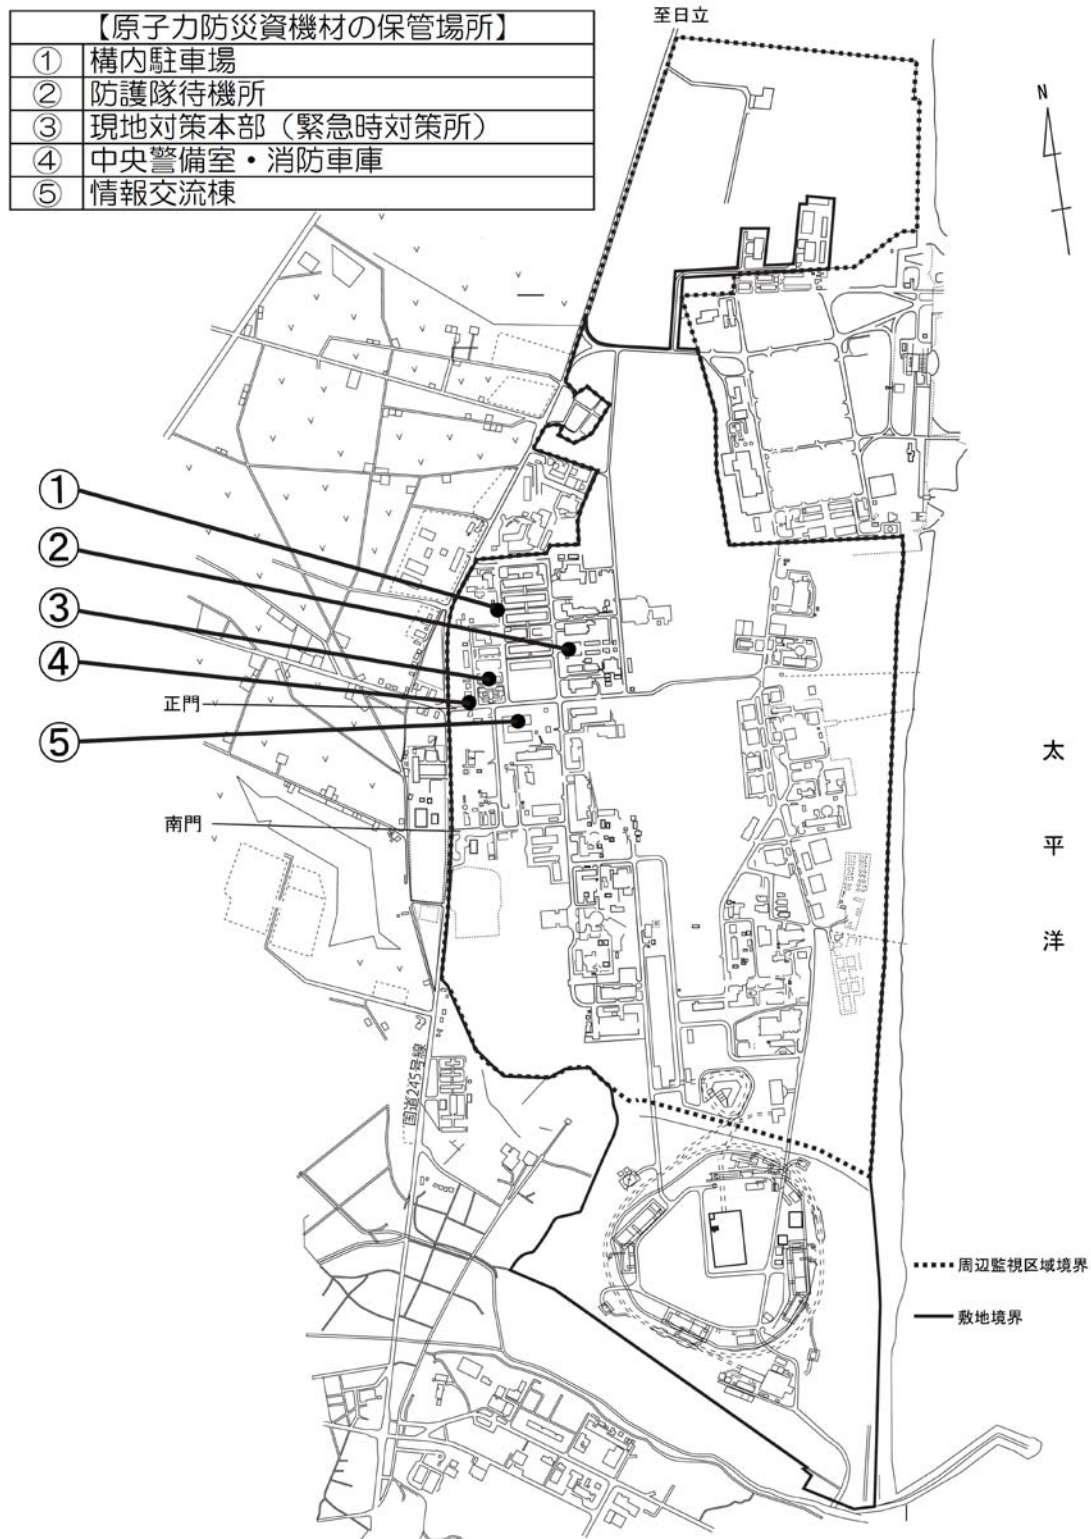 【原子力防災資機材の保管場所】
① 構内駐車場
② 防護隊待機所
③ 現地対策本部（緊急時対策所）
④ 中央警備室・消防車庫
⑤ 情報交流棟
至日立
N
①
②
③
④
正門
⑤
南門
太平洋
国道245号線
周辺監視区域境界
敷地境界